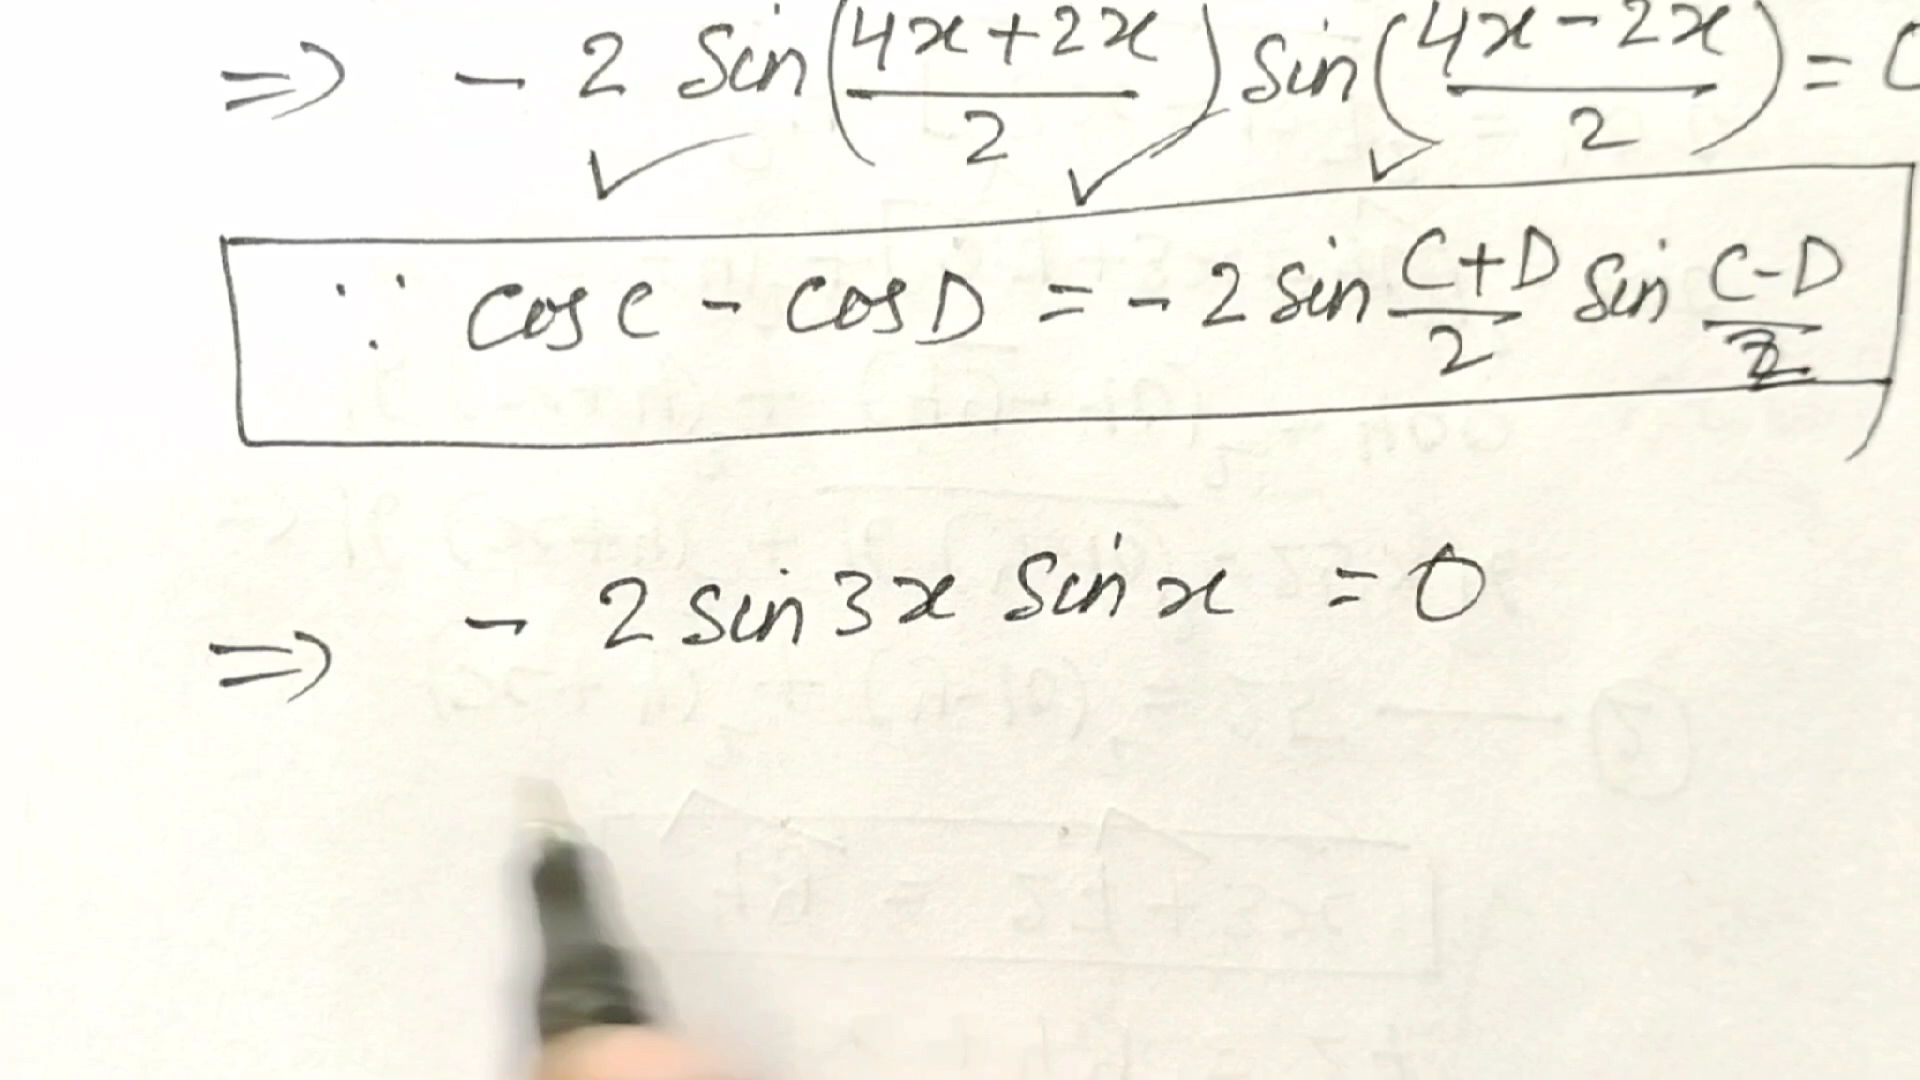 ⇒ - 2 Sin(4x+2x/2) Sin(4x-2x/2) = 0
∵ cos C - cos D = - 2 sin C+D/2 Sin C-D/2
⇒ - 2 sin 3x Sin x = 0